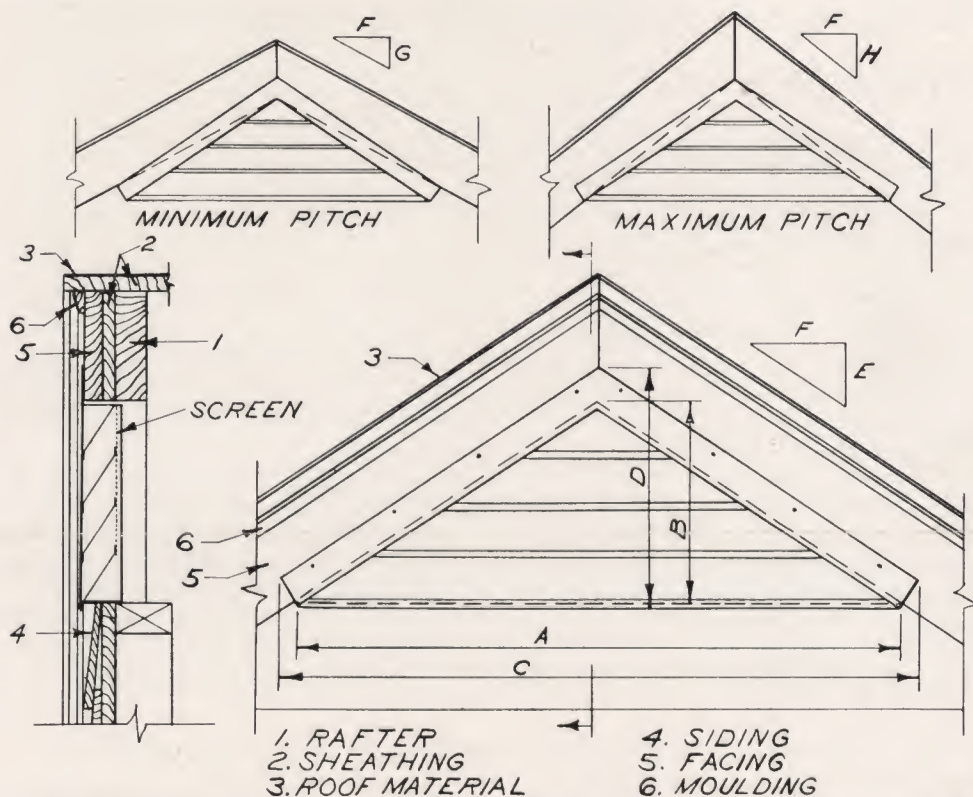 F
G
F
H
MINIMUM PITCH
MAXIMUM PITCH
3
2
6
5
1
SCREEN
3
F
E
D
B
6
5
4
A
C
1. RAFTER
2. SHEATHING
3. ROOF MATERIAL
4. SIDING
5. FACING
6. MOULDING